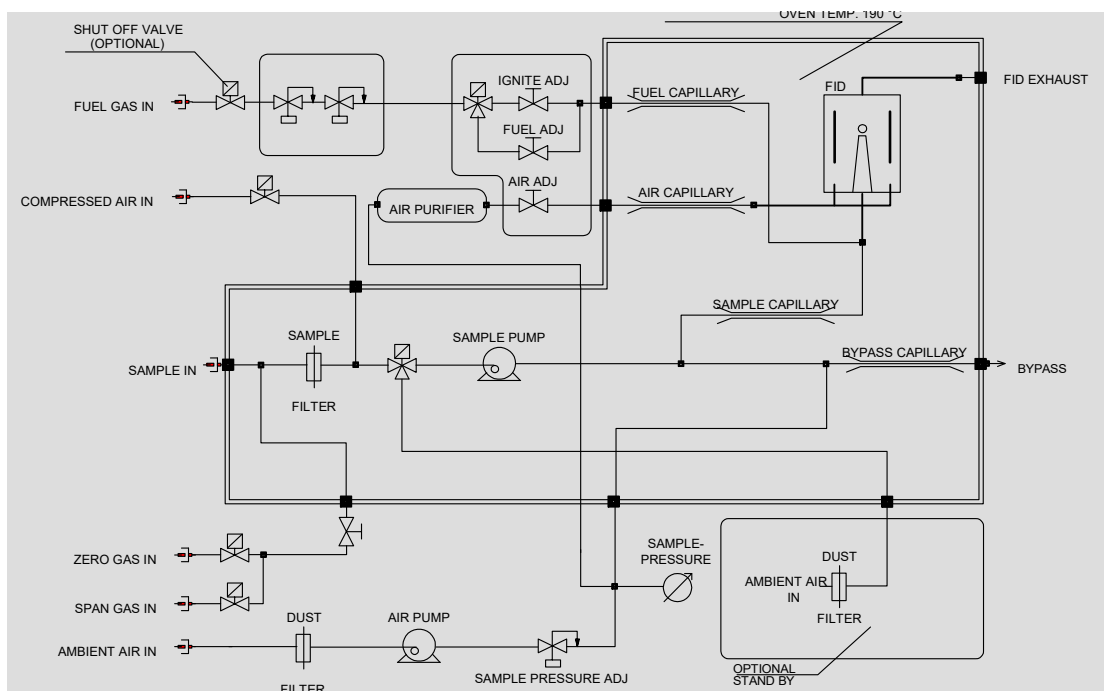 OVEN TEMP. 190 °C
SHUT OFF VALVE
(OPTIONAL)
FID EXHAUST
IGNITE ADJ
FUEL CAPILLARY
FID
FUEL GAS IN
FUEL ADJ
AIR ADJ
AIR CAPILLARY
COMPRESSED AIR IN
AIR PURIFIER
SAMPLE CAPILLARY
SAMPLE
SAMPLE PUMP
BYPASS CAPILLARY
SAMPLE IN
BYPASS
FILTER
SAMPLE-
PRESSURE
ZERO GAS IN
DUST
AMBIENT AIR
IN
FILTER
SPAN GAS IN
DUST
AIR PUMP
AMBIENT AIR IN
SAMPLE PRESSURE ADJ
FILTER
OPTIONAL
STAND BY